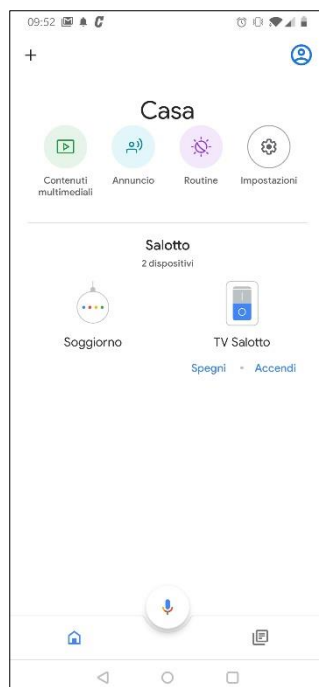 09:52
Casa
Contenuti
multimediali
Annuncio
Routine
Impostazioni
Salotto
2 dispositivi
Soggiorno
TV Salotto
Spegni • Accendi